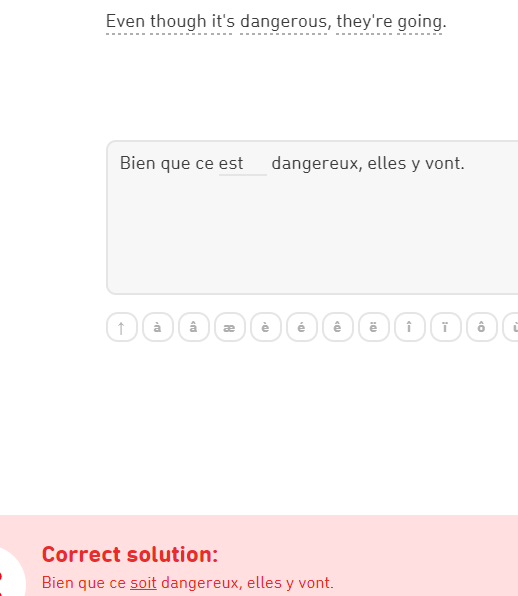 Even though it's dangerous, they're going.
Bien que ce est dangereux, elles y vont.
↑ à â æ è é ê ë î ï ô
Correct solution:
Bien que ce soit dangereux, elles y vont.